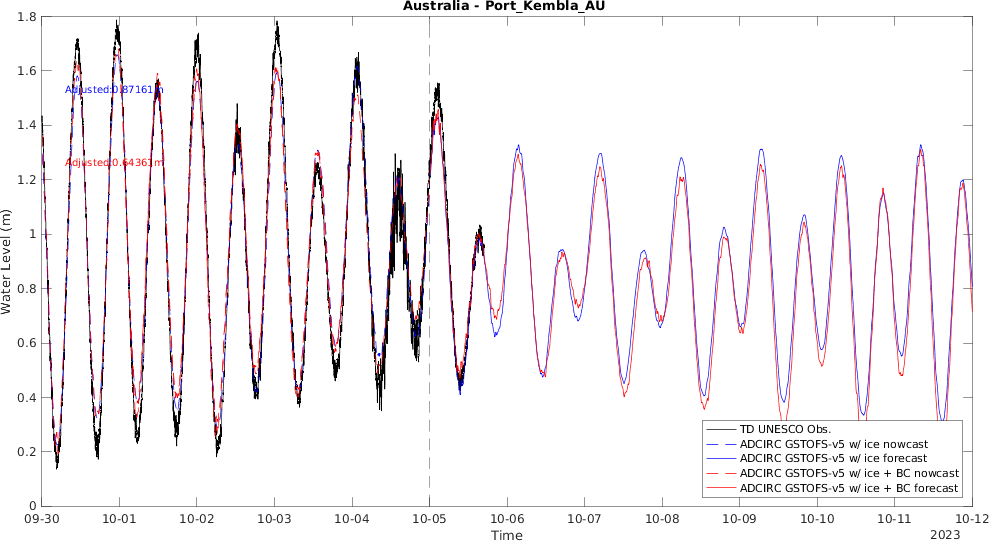 Australia - Port_Kembla_AU
1.8
1.6
1.4
1.2
1
0.8
0.6
0.4
0.2
0
Water Level (m)
Adjusted:0.87161m
Adjusted:0.64361m
TD UNESCO Obs.
ADCIRC GSTOFS-v5 w/ ice nowcast
ADCIRC GSTOFS-v5 w/ ice forecast
ADCIRC GSTOFS-v5 w/ ice + BC nowcast
ADCIRC GSTOFS-v5 w/ ice + BC forecast
09-30 10-01 10-02 10-03 10-04 10-05 10-06 10-07 10-08 10-09 10-10 10-11 10-12
Time
2023